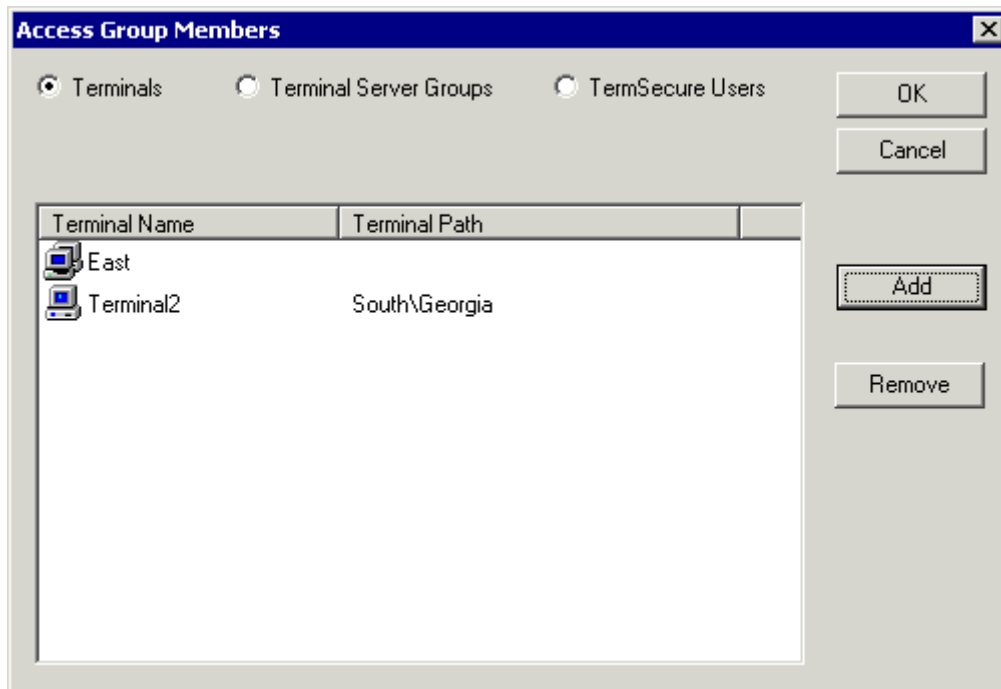 Access Group Members
Terminals Terminal Server Groups TermSecure Users
OK
Cancel
Terminal Name Terminal Path
East
Terminal2 South\Georgia
Add
Remove